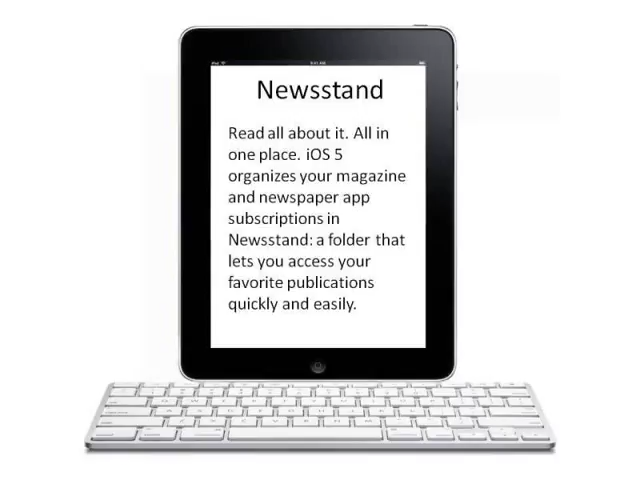 Newsstand
Read all about it. All in
one place. iOS 5
organizes your magazine
and newspaper app
subscriptions in
Newsstand: a folder that
lets you access your
favorite publications
quickly and easily.